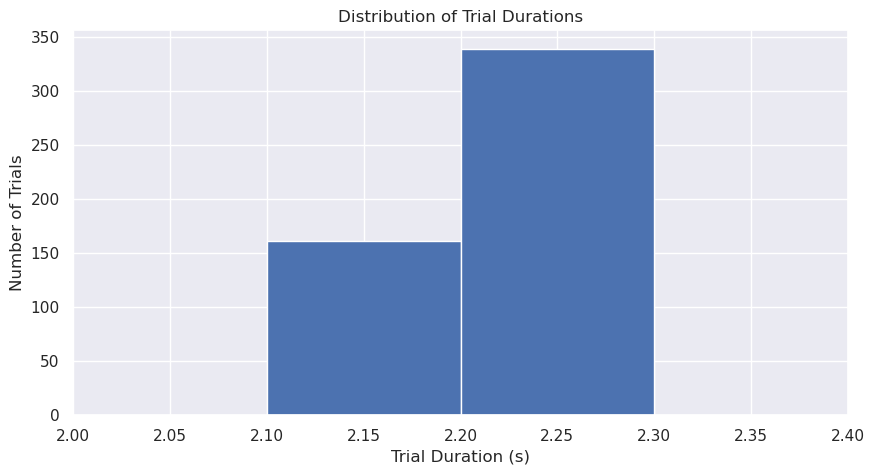 Distribution of Trial Durations
Number of Trials
350
300
250
200
150
100
50
0
2.00 2.05 2.10 2.15 2.20 2.25 2.30 2.35 2.40
Trial Duration (s)